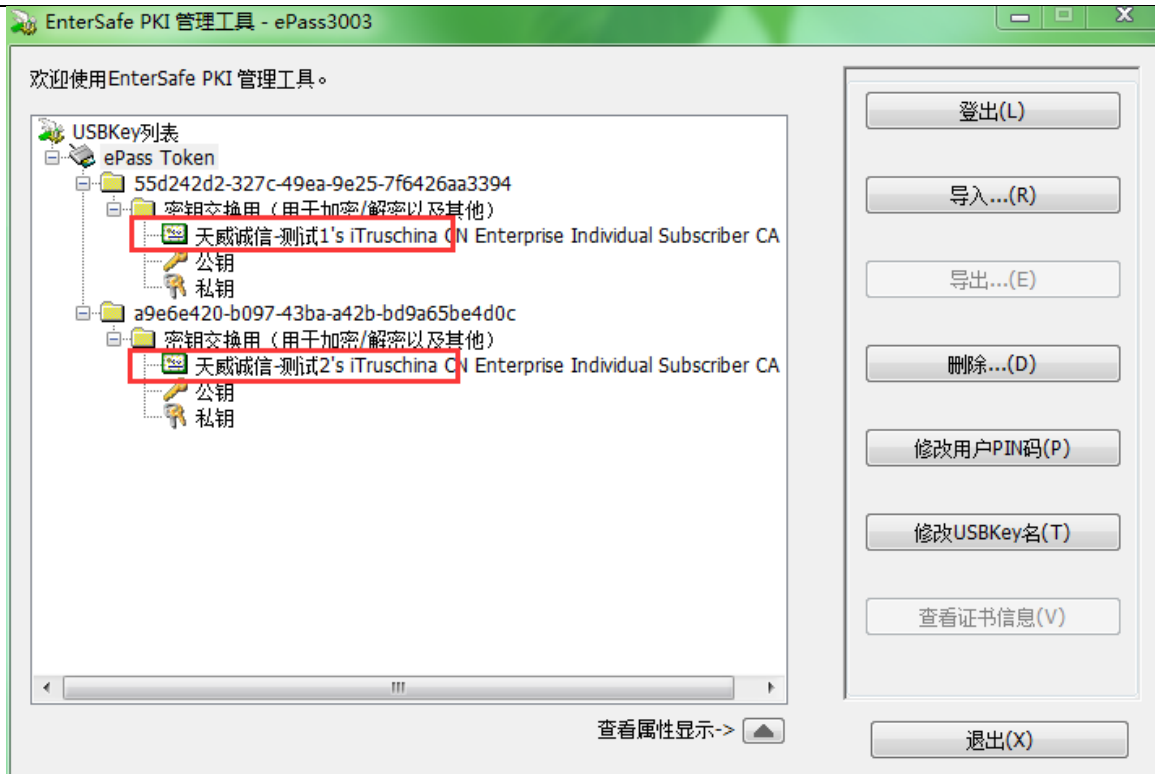 EnterSafe PKI 管理工具 - ePass3003
欢迎使用EnterSafe PKI 管理工具。
USBKey列表
ePass Token
55d242d2-327c-49ea-9e25-7f6426aa3394
密钥交换用（用于加密/解密以及其他）
天威诚信-测试1's iTruschina CN Enterprise Individual Subscriber CA
公钥
私钥
a9e6e420-b097-43ba-a42b-bd9a65be4d0c
密钥交换用（用于加密/解密以及其他）
天威诚信-测试2's iTruschina CN Enterprise Individual Subscriber CA
公钥
私钥
查看属性显示->
登出(L)
导入...(R)
导出...(E)
删除...(D)
修改用户PIN码(P)
修改USBKey名(T)
查看证书信息(V)
退出(X)